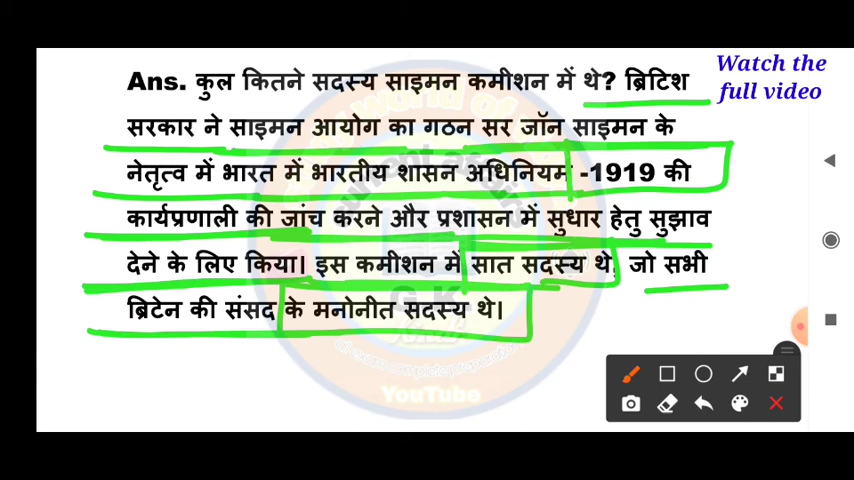 Watch the
full video
Ans. कुल कितने सदस्य साइमन कमीशन में थे? ब्रिटिश
सरकार ने साइमन आयोग का गठन सर जॉन साइमन के
नेतृत्व में भारत में भारतीय शासन अधिनियम -1919 की
कार्यप्रणाली की जांच करने और प्रशासन में सुधार हेतु सुझाव
देने के लिए किया। इस कमीशन में सात सदस्य थे, जो सभी
ब्रिटेन की संसद के मनोनीत सदस्य थे।
YouTube